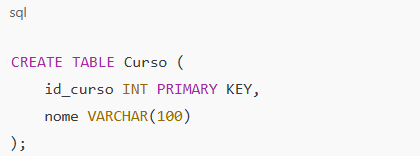 sql
CREATE TABLE Curso (
    id_curso INT PRIMARY KEY,
    nome VARCHAR(100)
);